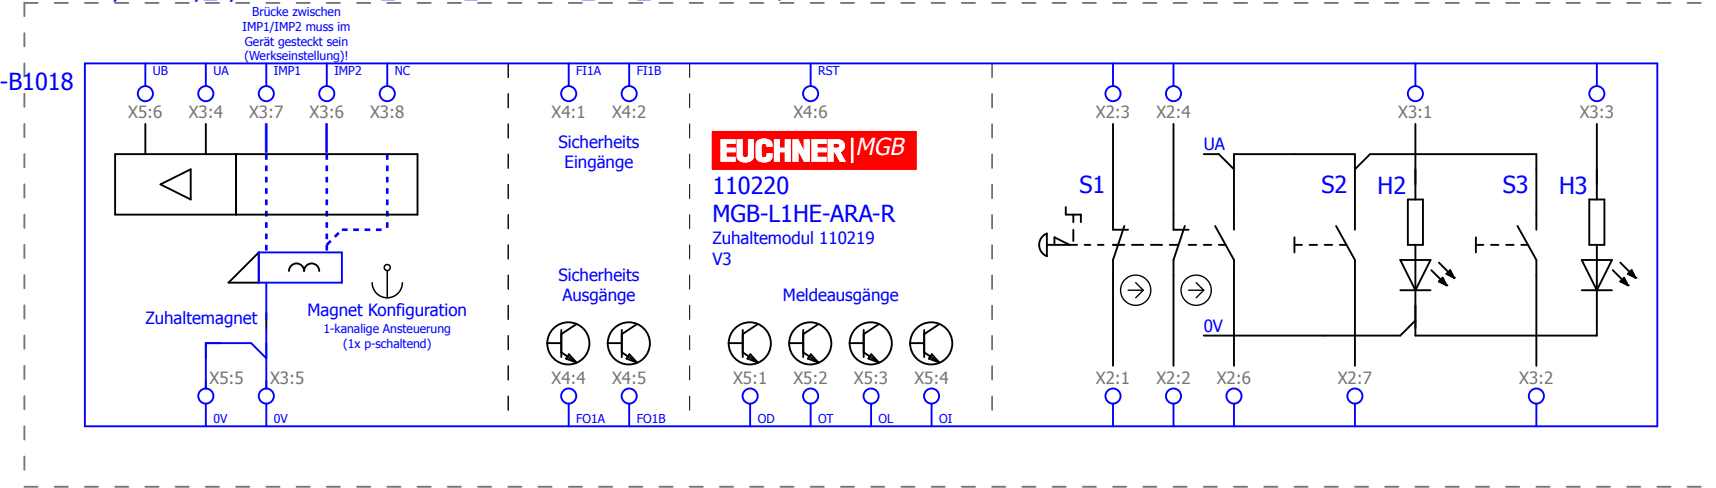 Brücke zwischen
IMP1/IMP2 muss im
Gerät gesteckt sein
(Werkseinstellung)!
-B1018
UB UA IMP1 IMP2 NC FI1A FI1B RST
X5:6 X3:4 X3:7 X3:6 X3:8 X4:1 X4:2 X4:6 X2:3 X2:4 X3:1 X3:3
Sicherheits
Eingänge
EUCHNER|MGB
110220
MGB-L1HE-ARA-R
Zuhaltemodul 110219
V3
UA
S1 S2 H2 S3 H3
Sicherheits
Ausgänge
Meldeausgänge
Zuhaltemagnet
Magnet Konfiguration
1-kanalige Ansteuerung
(1x p-schaltend)
0V
X5:5 X3:5 X4:4 X4:5 X5:1 X5:2 X5:3 X5:4 X2:1 X2:2 X2:6 X2:7 X3:2
0V 0V FO1A FO1B OD OT OL OI